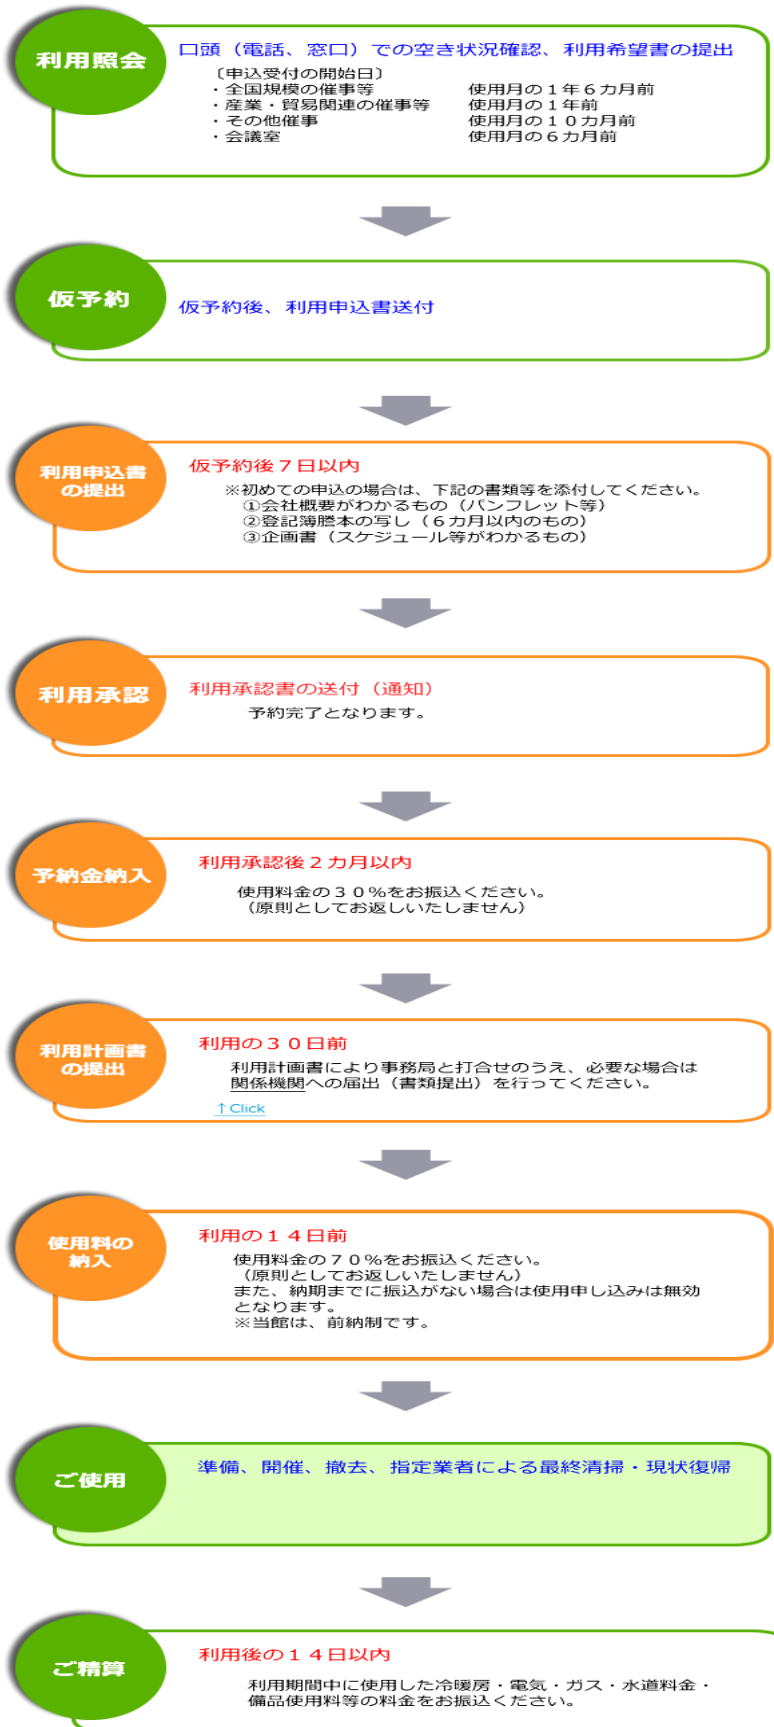 利用照会
口頭（電話、窓口）での空き状況確認、利用希望書の提出
〔申込受付の開始日〕
・全国規模の催事等　使用月の１年６カ月前
・産業・貿易関連の催事等　使用月の１年前
・その他催事　使用月の１０カ月前
・会議室　使用月の６カ月前
仮予約
仮予約後、利用申込書送付
利用申込書
の提出
仮予約後７日以内
※初めての申込の場合は、下記の書類等を添付してください。
①会社概要がわかるもの（パンフレット等）
②登記簿謄本の写し（６カ月以内のもの）
③企画書（スケジュール等がわかるもの）
利用承認
利用承認書の送付（通知）
予約完了となります。
予納金納入
利用承認後２カ月以内
使用料金の３０％をお振込ください。
（原則としてお返しいたしません）
利用計画書
の提出
利用の３０日前
利用計画書により事務局と打合せのうえ、必要な場合は
関係機関への届出（書類提出）を行ってください。
↑Click
使用料の
納入
利用の１４日前
使用料金の７０％をお振込ください。
（原則としてお返しいたしません）
また、納期までに振込がない場合は使用申し込みは無効
となります。
※当館は、前納制です。
ご使用
準備、開催、撤去、指定業者による最終清掃・現状復帰
ご精算
利用後の１４日以内
利用期間中に使用した冷暖房・電気・ガス・水道料金・
備品使用料等の料金をお振込ください。